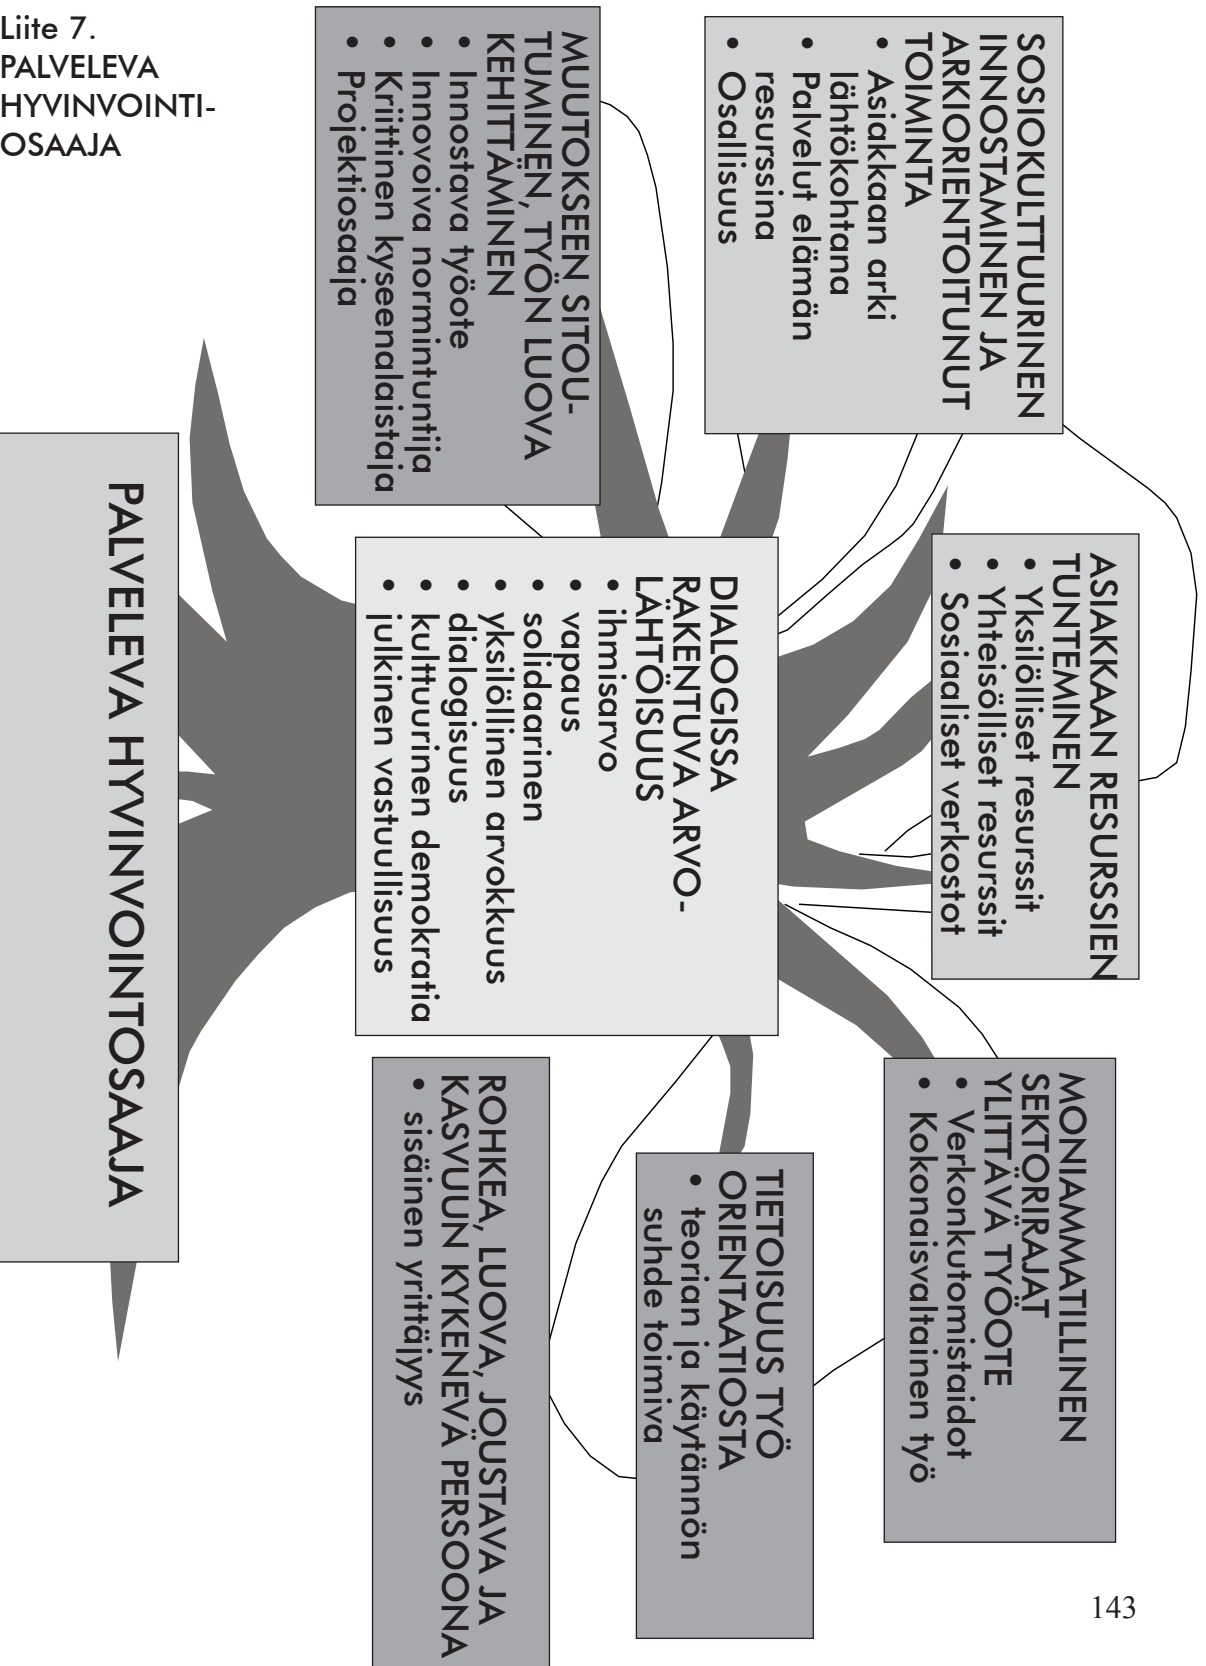 Liite 7.
PALVELEVA
HYVINVOINTI-
OSAAJA
SOSIOKULTTUURINEN
INNOSTAMINEN JA
ARKIORIENTOITUNUT
TOIMINTA
• Asiakkaan arki
lähtökohtana
• Palvelut elämän
resurssina
• Osallisuus
ASIAKKAAN RESURSSIEN
TUNTEMINEN
• Yksilölliset resurssit
• Yhteisölliset resurssit
• Sosiaaliset verkostot
MONIAMMATILLINEN
SEKTORIRAJAT
YLITTÄVÄ TYÖOTE
• Verkonkutomistaidot
• Kokonaisvaltainen työ
MUUTOKSEEN SITOU-
TUMINEN, TYÖN LUOVA
KEHITTÄMINEN
• Innostava työote
• Innovoiva normintuntija
• Kriittinen kyseenalaistaja
• Projektiosaaja
DIALOGISSA
RAKENTUVA ARVO-
LÄHTÖISUUS
• ihmisarvo
• vapaus
• solidaarinen
• yksilöllinen arvokkuus
• dialogisuus
• kulttuurinen demokratia
• julkinen vastuullisuus
TIETOISUUS TYÖ
ORIENTAATIOSTA
• teorian ja käytännön
suhde toimiva
ROHKEA, LUOVA, JOUSTAVA JA
KASVUUN KYKENEVÄ PERSOONA
• sisäinen yrittäjyys
PALVELEVA HYVINVOINTOSAAJA
143